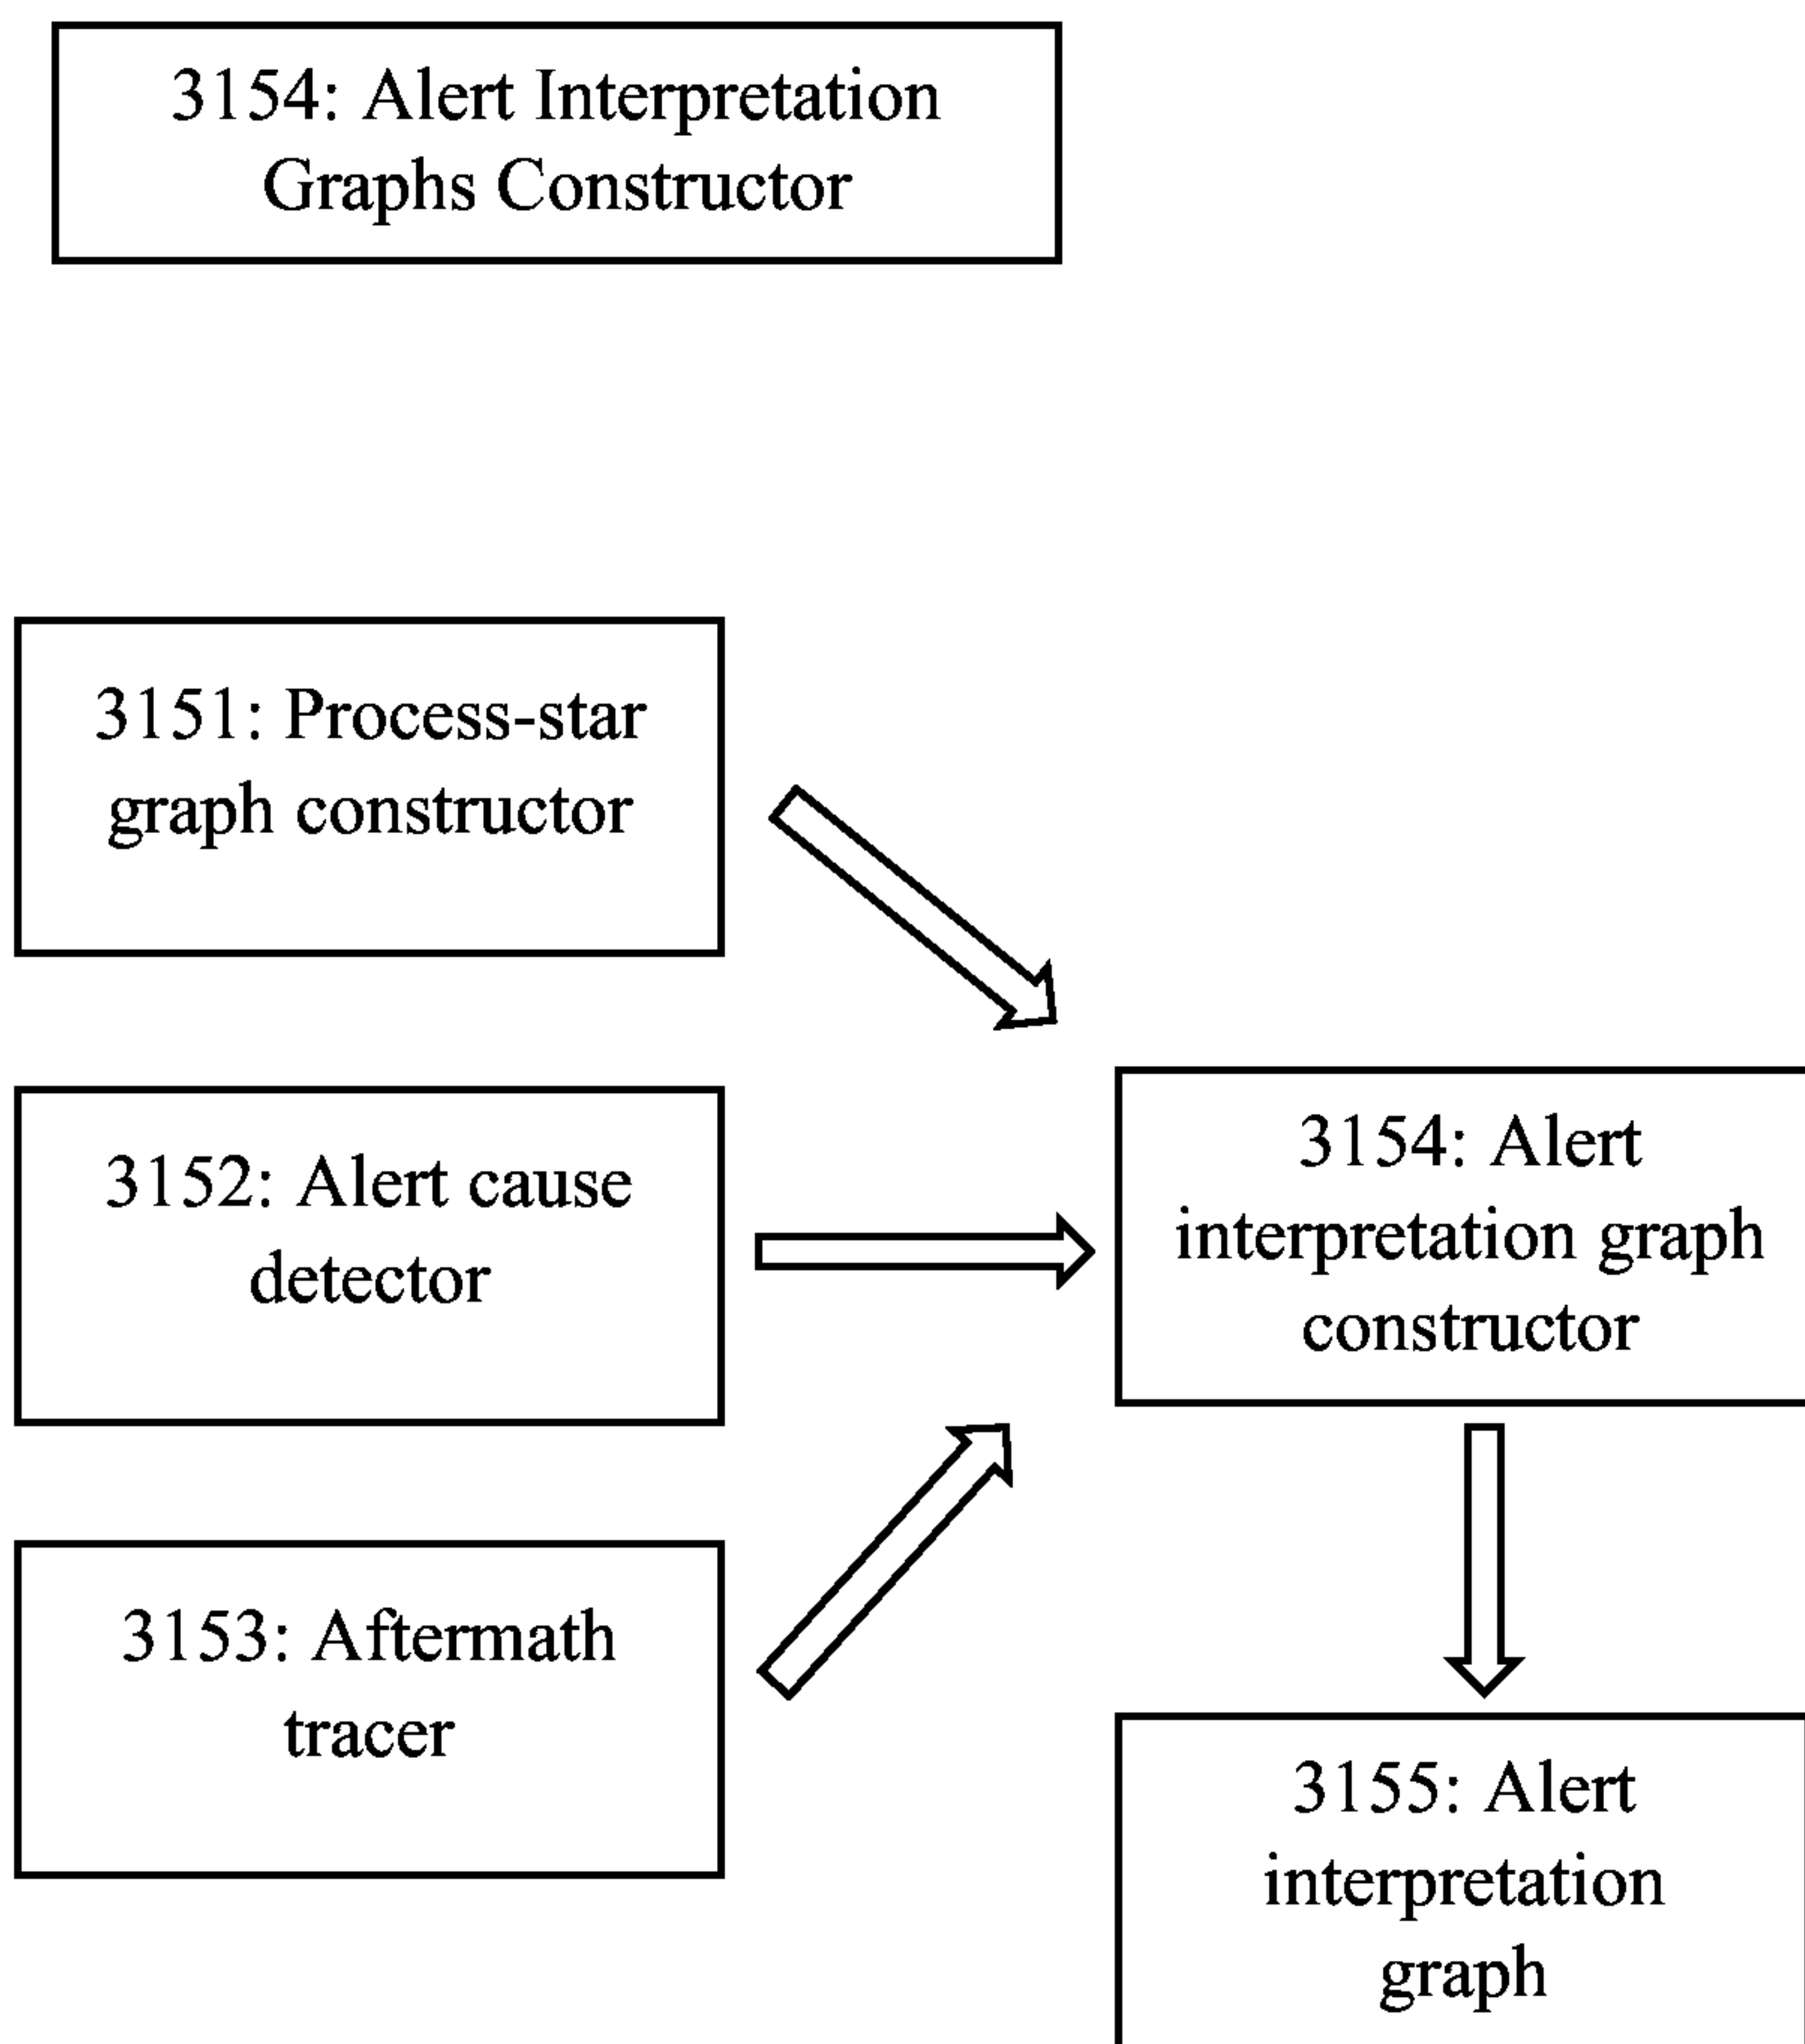 3154: Alert Interpretation
Graphs Constructor
3151: Process-star
graph constructor
3152: Alert cause
detector
3153: Aftermath
tracer
3154: Alert
interpretation graph
constructor
3155: Alert
interpretation
graph